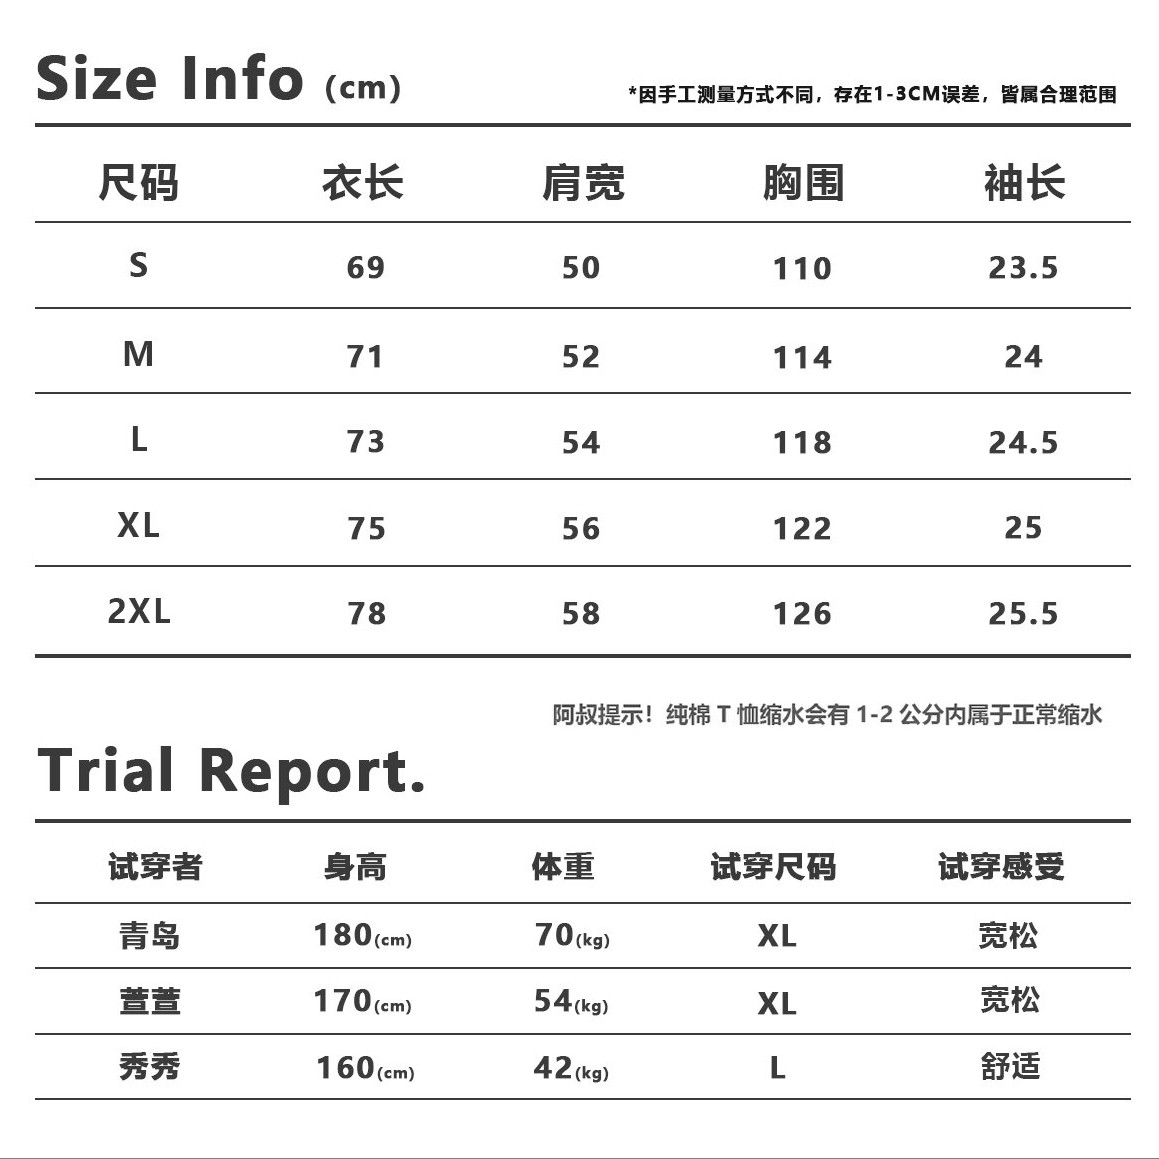 Size Info (cm)
*因手工测量方式不同，存在1-3CM误差，皆属合理范围
尺码 衣长 肩宽 胸围 袖长
S 69 50 110 23.5
M 71 52 114 24
L 73 54 118 24.5
XL 75 56 122 25
2XL 78 58 126 25.5
阿叔提示！纯棉 T 恤缩水会有 1-2 公分内属于正常缩水
Trial Report.
试穿者 身高 体重 试穿尺码 试穿感受
青岛 180(cm) 70(kg) XL 宽松
萱萱 170(cm) 54(kg) XL 宽松
秀秀 160(cm) 42(kg) L 舒适